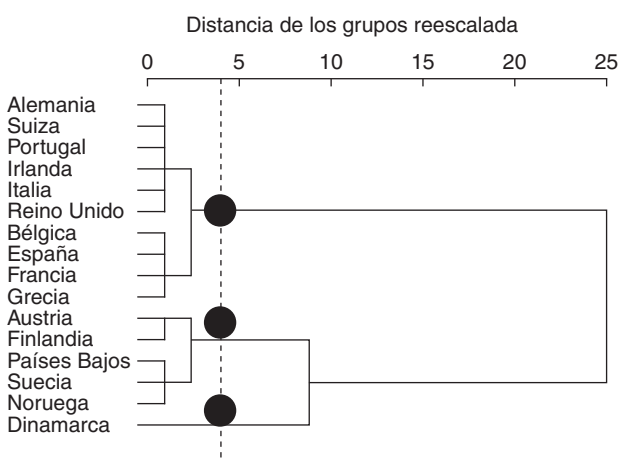 Distancia de los grupos reescalada
0 5 10 15 20 25
Alemania
Suiza
Portugal
Irlanda
Italia
Reino Unido
Bélgica
España
Francia
Grecia
Austria
Finlandia
Países Bajos
Suecia
Noruega
Dinamarca